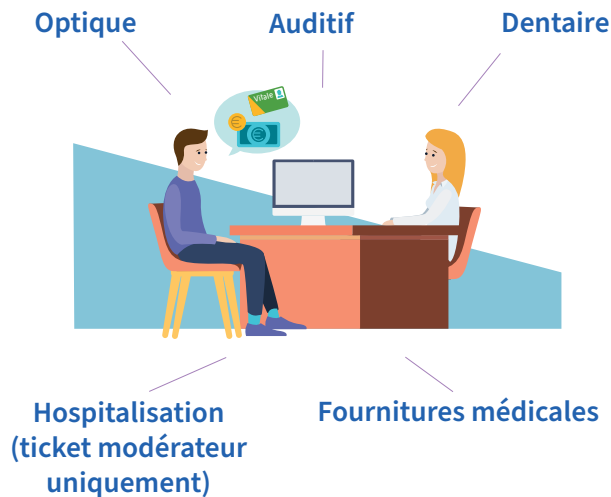 Optique
Auditif
Dentaire
Vitale
Hospitalisation
(ticket modérateur
uniquement)
Fournitures médicales